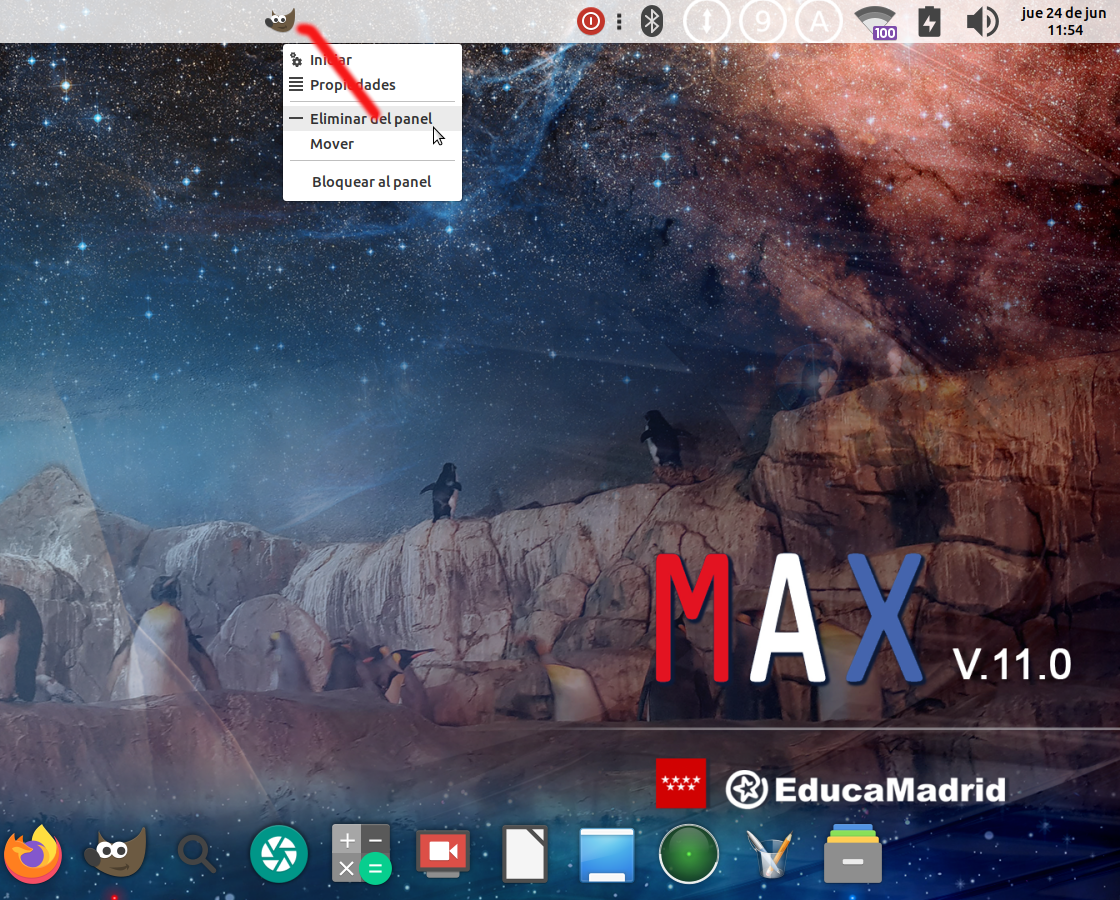 jue 24 de jun
11:54
9
A
100
Iniciar
Propiedades
Eliminar del panel
Mover
Bloquear al panel
MAX
V.11.0
EducaMadrid